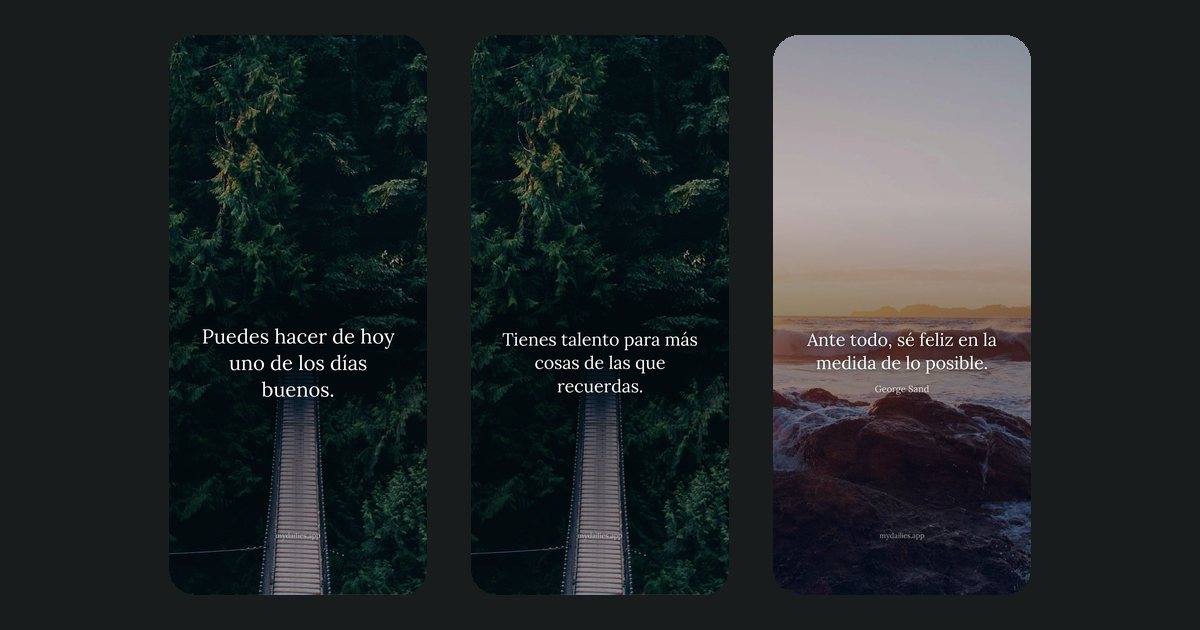 Puedes hacer de hoy
uno de los días
buenos.
mydailies.app
Tienes talento para más
cosas de las que
recuerdas.
mydailies.app
Ante todo, sé feliz en la
medida de lo posible.
George Sand
mydailies.app